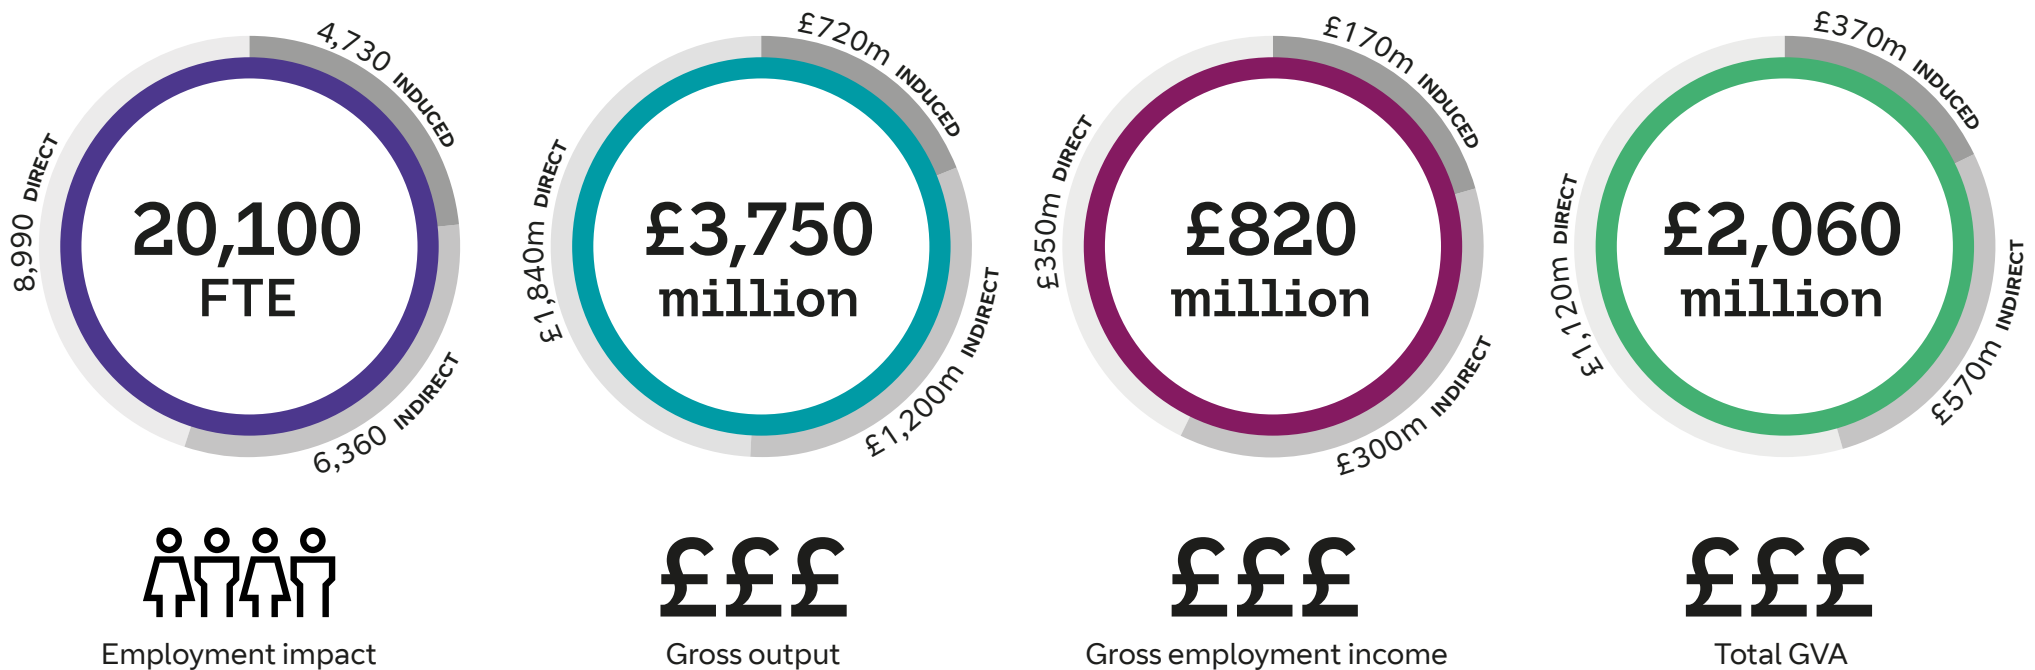 4,730 INDUCED
8,990 DIRECT
20,100
FTE
6,360 INDIRECT
Employment impact
£720m INDUCED
£1,840m DIRECT
£3,750
million
£1,200m INDIRECT
£££
Gross output
£170m INDUCED
£350m DIRECT
£820
million
£300m INDIRECT
£££
Gross employment income
£370m INDUCED
£1,120m DIRECT
£2,060
million
£570m INDIRECT
£££
Total GVA